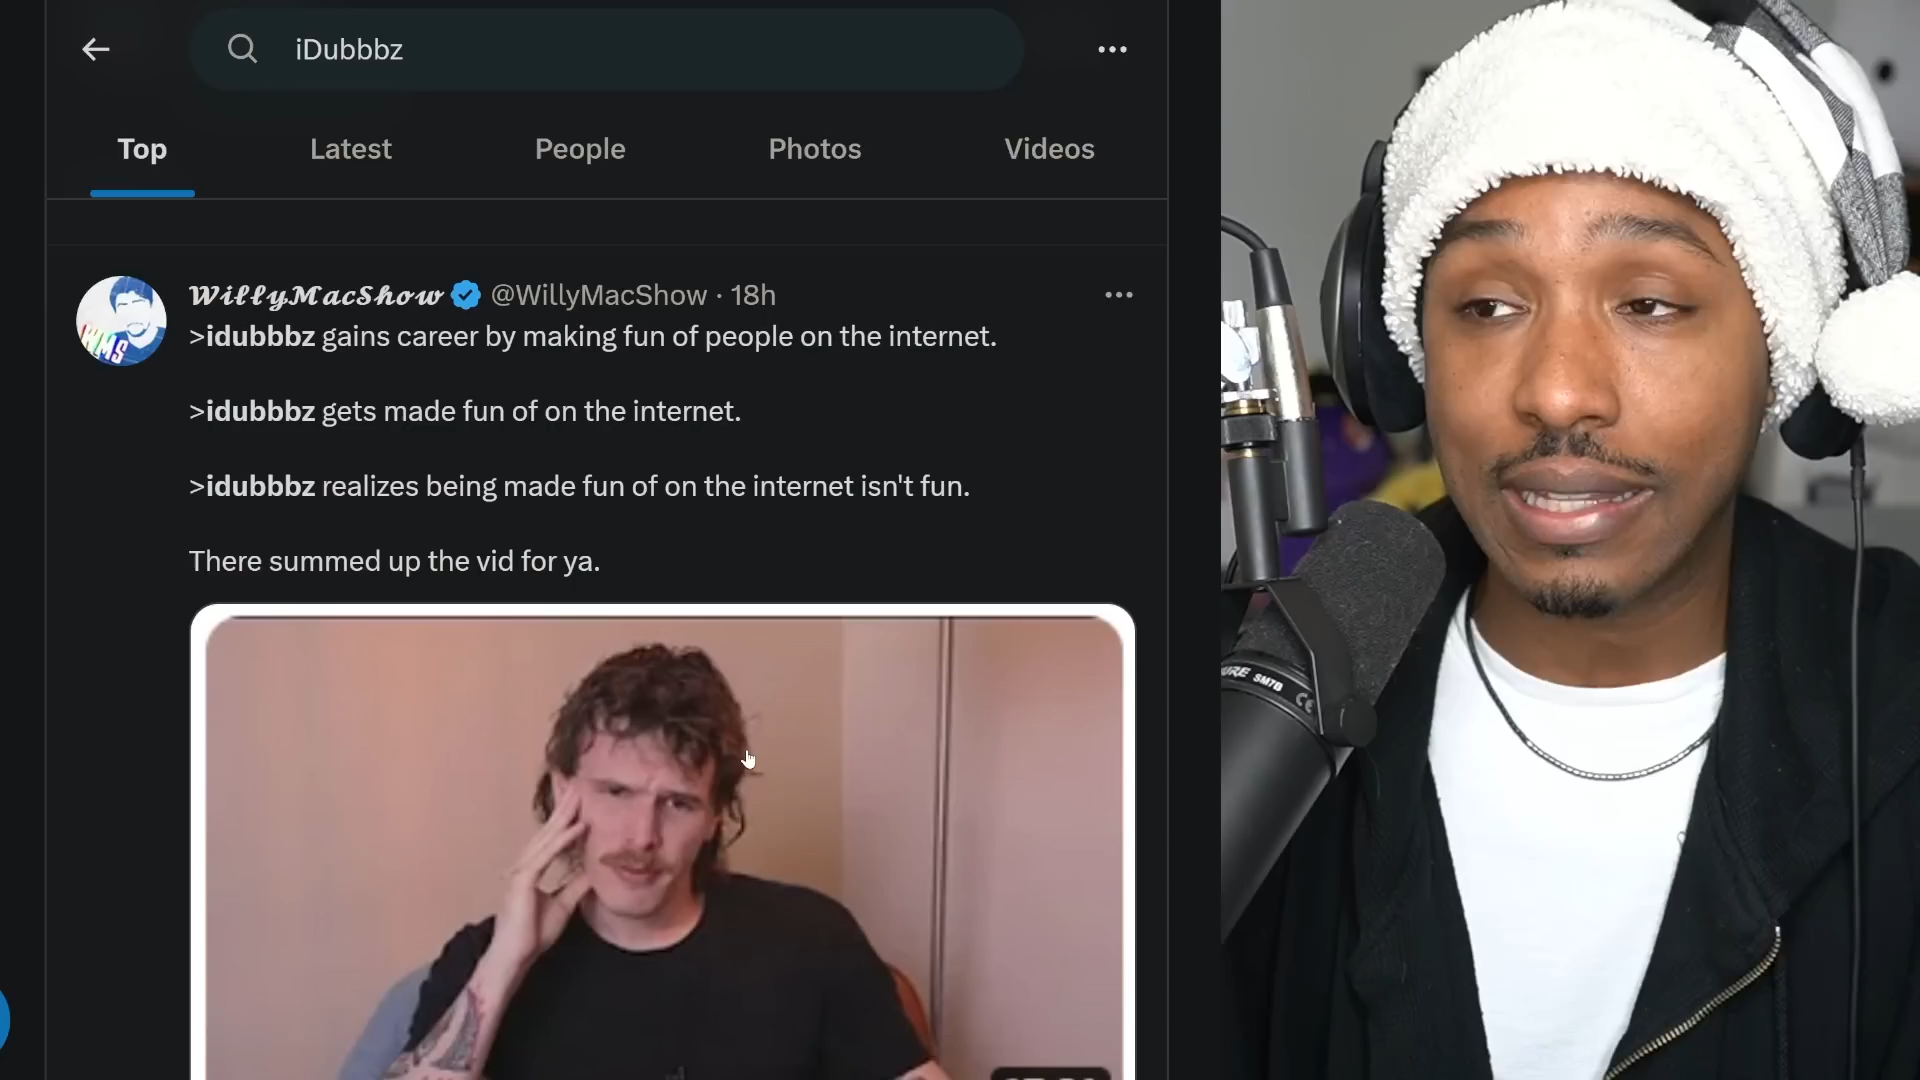 iDubbbz
Top Latest People Photos Videos
WillyMacShow @WillyMacShow · 18h
>idubbbz gains career by making fun of people on the internet.
>idubbbz gets made fun of on the internet.
>idubbbz realizes being made fun of on the internet isn't fun.
There summed up the vid for ya.
WMS
SM7B